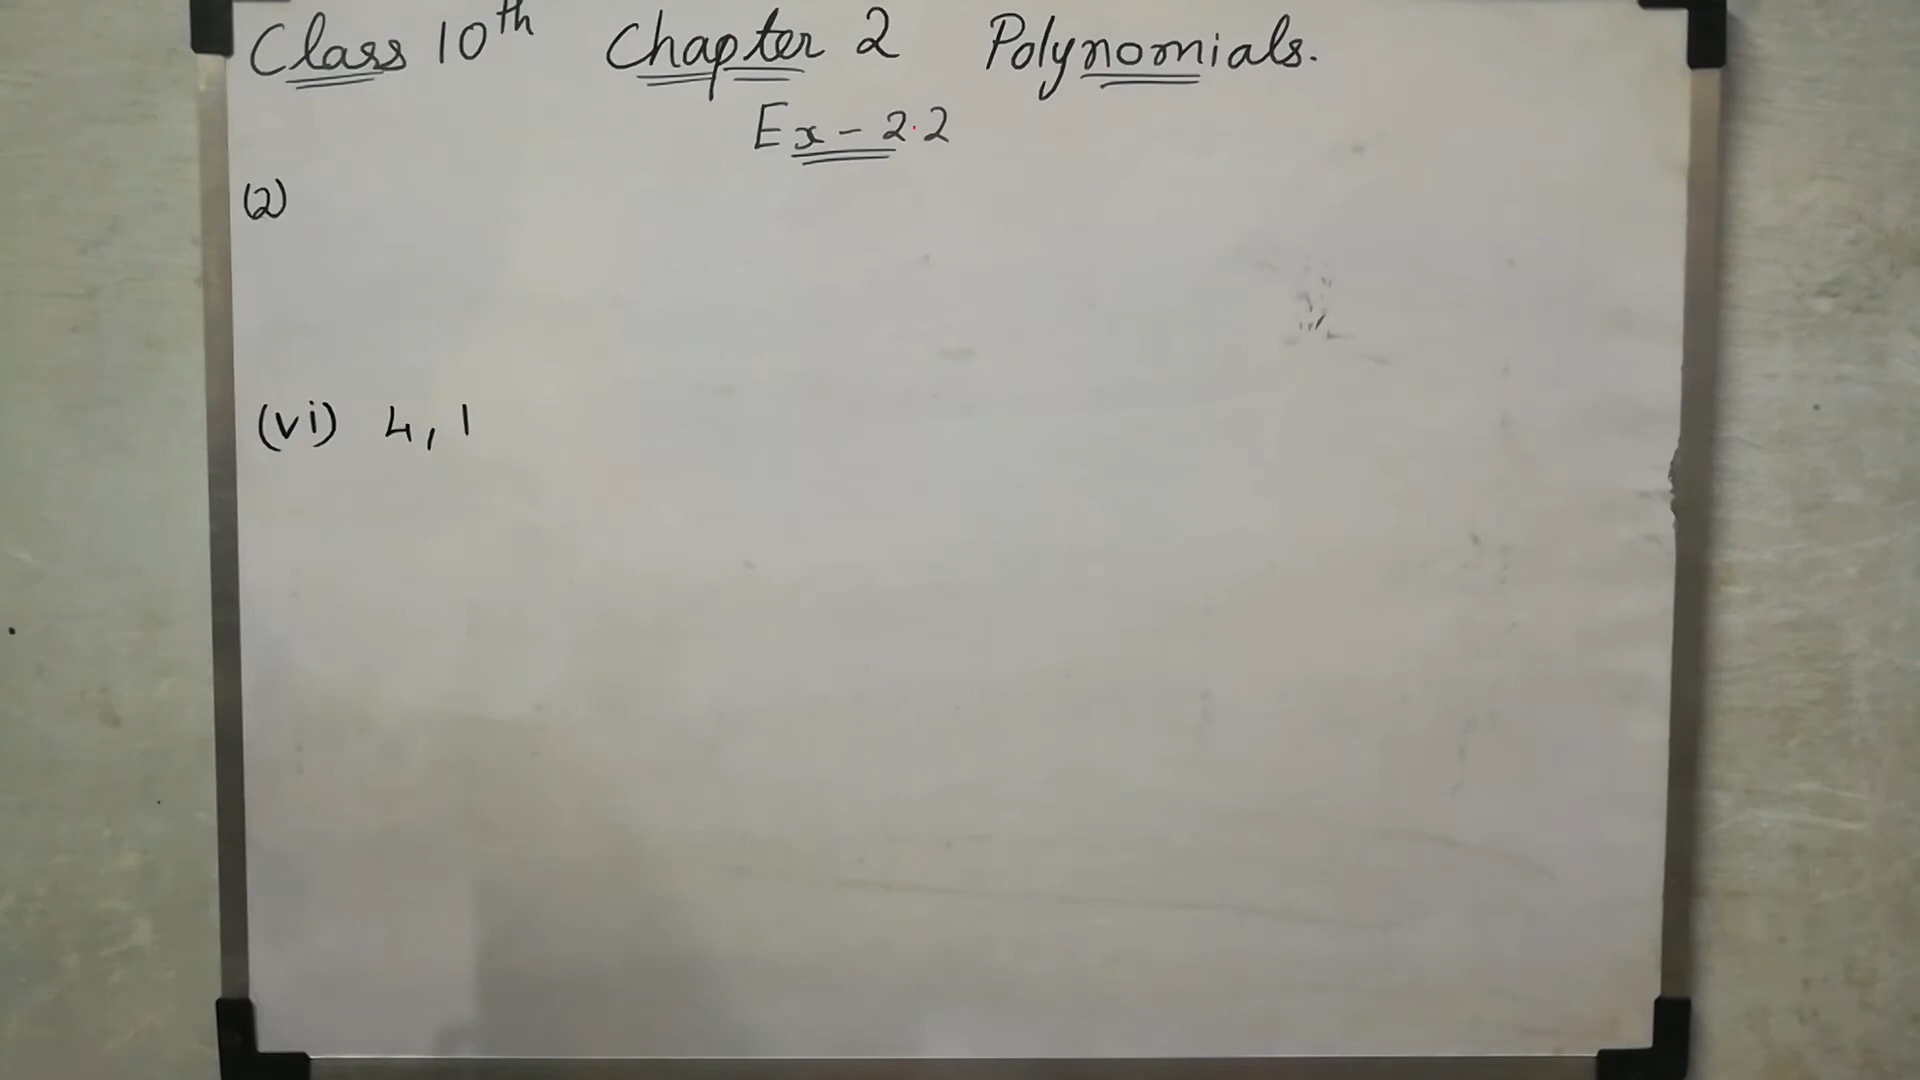 Class 10th Chapter 2 Polynomials.
Ex - 2.2
(2)
(vi) 4, 1